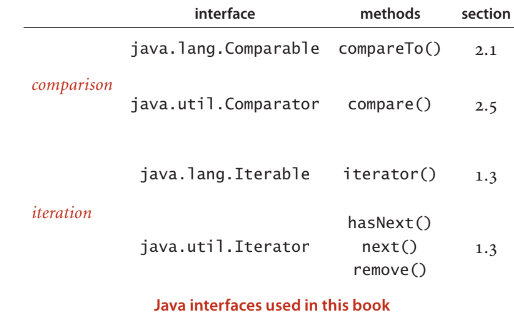 interface methods section
java.lang.Comparable compareTo() 2.1
comparison
java.util.Comparator compare() 2.5
java.lang.Iterable iterator() 1.3
iteration
hasNext()
java.util.Iterator next() 1.3
remove()
Java interfaces used in this book